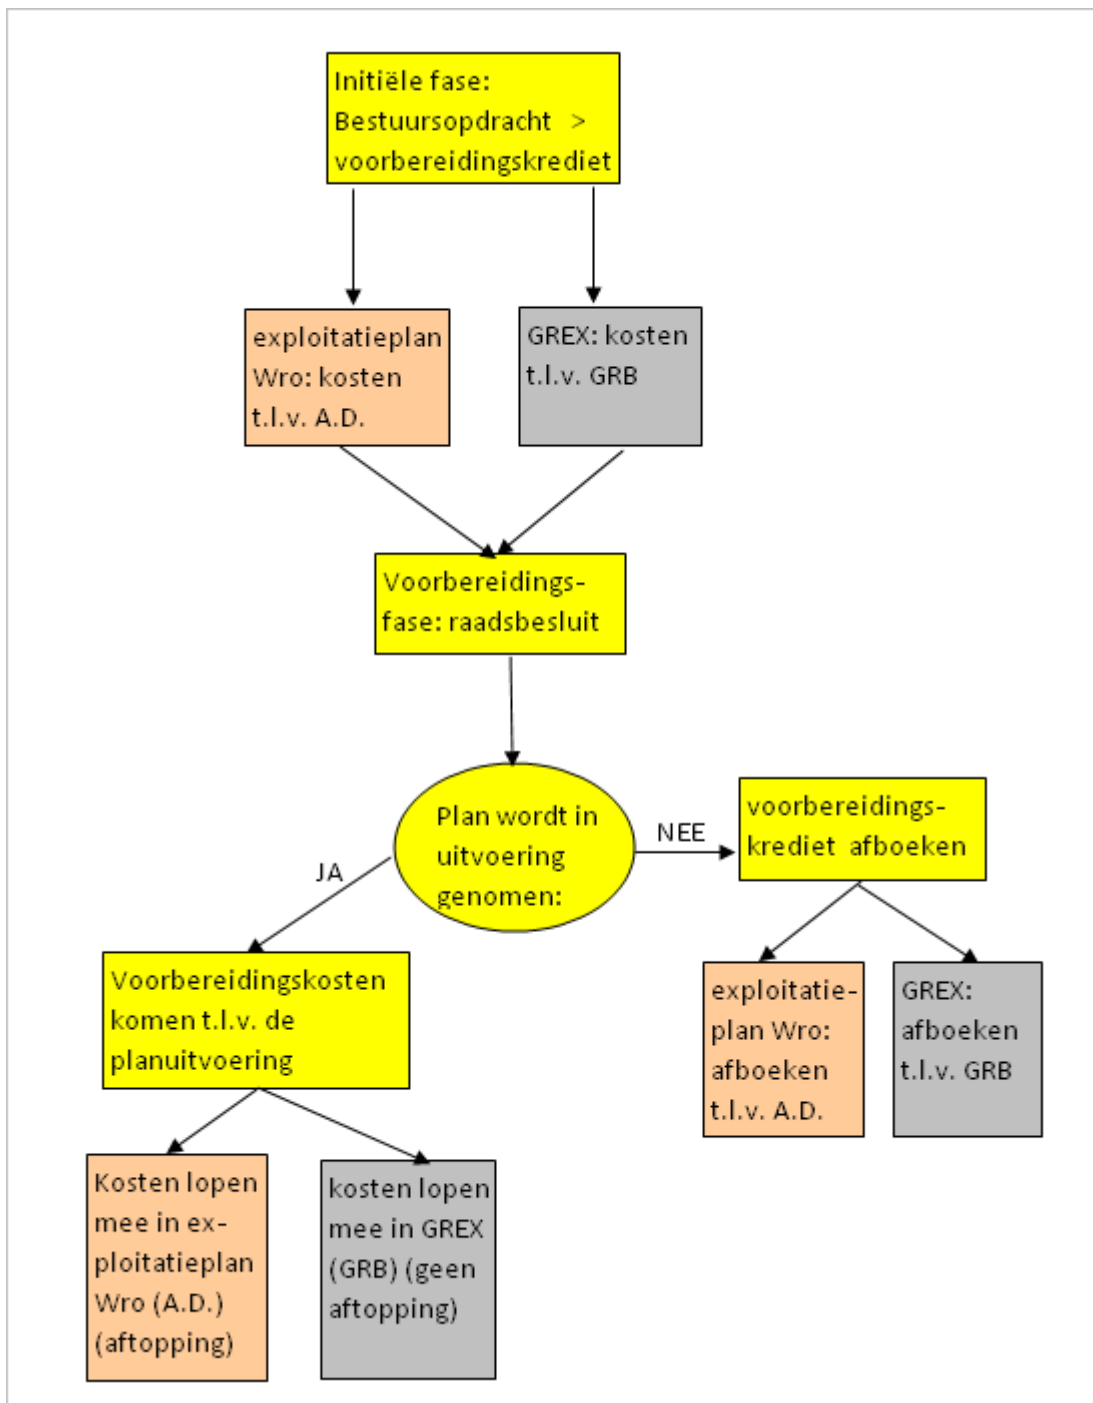 Initiële fase:
Bestuursopdracht >
voorbereidingskrediet
exploitatieplan
Wro: kosten
t.l.v. A.D.
GREX: kosten
t.l.v. GRB
Voorbereidings-
fase: raadsbesluit
Plan wordt in
uitvoering
genomen:
NEE
JA
voorbereidings-
krediet afboeken
Voorbereidingskosten
komen t.l.v. de
planuitvoering
exploitatie-
plan Wro:
afboeken
t.l.v. A.D.
GREX:
afboeken
t.l.v. GRB
Kosten lopen
mee in ex-
ploitatieplan
Wro (A.D.)
(aftopping)
kosten lopen
mee in GREX
(GRB) (geen
aftopping)